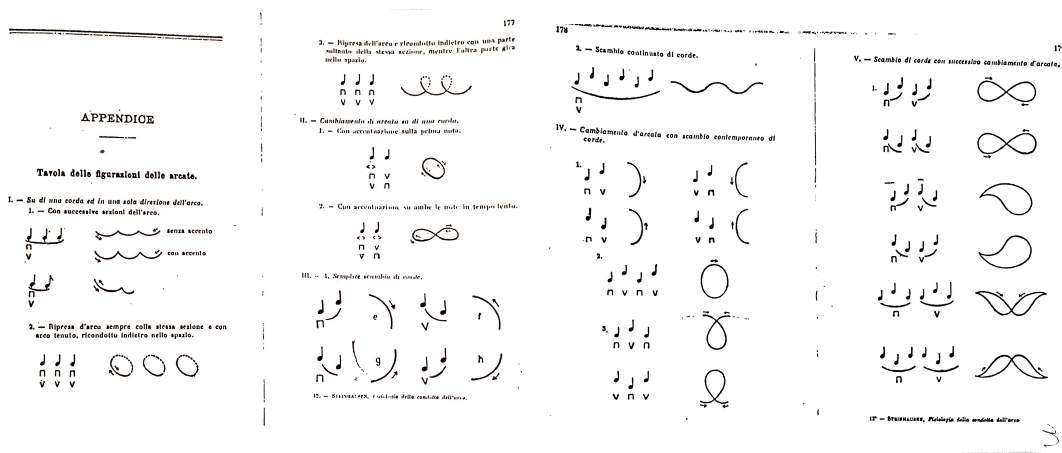 APPENDICE
Tavola delle figurazioni delle arcate.
I. — Su di una corda ed in una sola direzione dell'arco.
1. — Con successive sezioni dell'arco.
senza accento
con accento
2. — Ripresa d'arco sempre colla stessa sezione e con
arco tenuto, ricondotto indietro nello spazio.
177
3. — Ripresa dell'arco e ricondotto indietro con una parte
soltanto della stessa sezione, mentre l'altra parte gira
nello spazio.
II. — Cambiamento di arcata su di una corda.
1. — Con accentuazione sulla prima nota.
2. — Con accentuazione su ambe le note in tempo lento.
III. — 1. Semplice scambio di corde.
e
f
g
h
12. — STEINHAUSEN, Fisiologia della condotta dell'arco.
178
2. — Scambio continuato di corde.
IV. — Cambiamento d'arcata con scambio contemporaneo di
corde.
1.
2.
3.
17
V. — Scambio di corde con successivo cambiamento d'arcata.
1.
12* — STEINHAUSEN, Fisiologia della condotta dell'arco